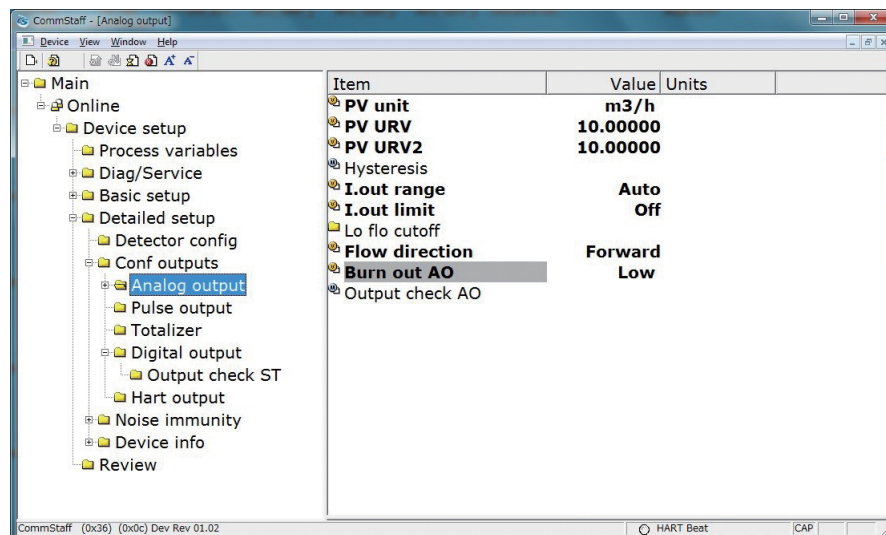 CommStaff - [Analog output]
Device View Window Help
Main
Online
Device setup
Process variables
Diag/Service
Basic setup
Detailed setup
Detector config
Conf outputs
Analog output
Pulse output
Totalizer
Digital output
Output check ST
Hart output
Noise immunity
Device info
Review
Item Value Units
PV unit m3/h
PV URV 10.00000
PV URV2 10.00000
Hysteresis
I.out range Auto
I.out limit Off
Lo flo cutoff
Flow direction Forward
Burn out AO Low
Output check AO
CommStaff (0x36) (0x0c) Dev Rev 01.02 HART Beat CAP